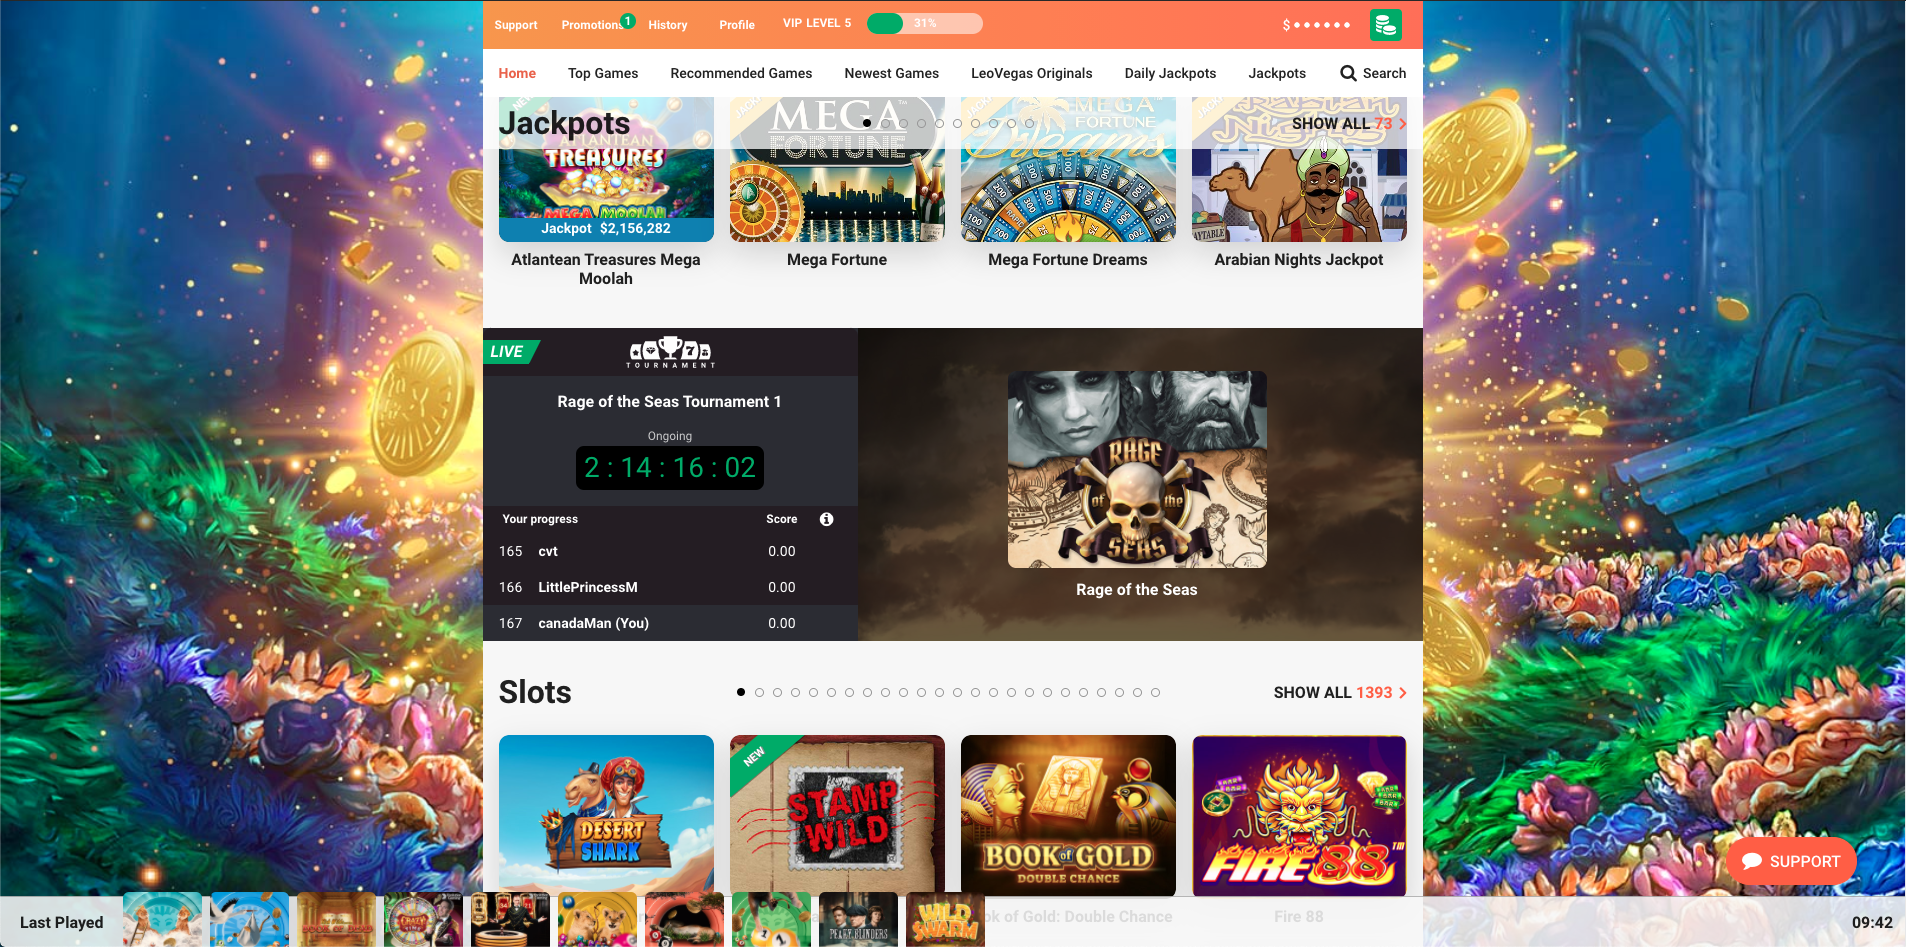 Support Promotions 1 History Profile VIP LEVEL 5 31% $ ••••••
Home Top Games Recommended Games Newest Games LeoVegas Originals Daily Jackpots Jackpots Search
Jackpots SHOW ALL 73
NEW
ATLANTEAN
TREASURES
MEGA MOOLAH
Jackpot $2,156,282
MEGA
FORTUNE
MEGA
FORTUNE
Dreams
ARABIAN
NIGHTS
Atlantean Treasures Mega
Moolah
Mega Fortune
Mega Fortune Dreams
Arabian Nights Jackpot
LIVE
TOURNAMENT
Rage of the Seas Tournament 1
Ongoing
2 : 14 : 16 : 02
Your progress Score
165 cvt 0.00
166 LittlePrincessM 0.00
167 canadaMan (You) 0.00
RAGE
of the
SEAS
Rage of the Seas
Slots SHOW ALL 1393
DESERT
SHARK
NEW
STAMP
WILD
BOOK of GOLD
DOUBLE CHANCE
FIRE 88™
SUPPORT
Last Played
CRAZY
TIME
PEAKY BLINDERS
WILD
SWARM
ok of Gold: Double Chance
Fire 88
09:42